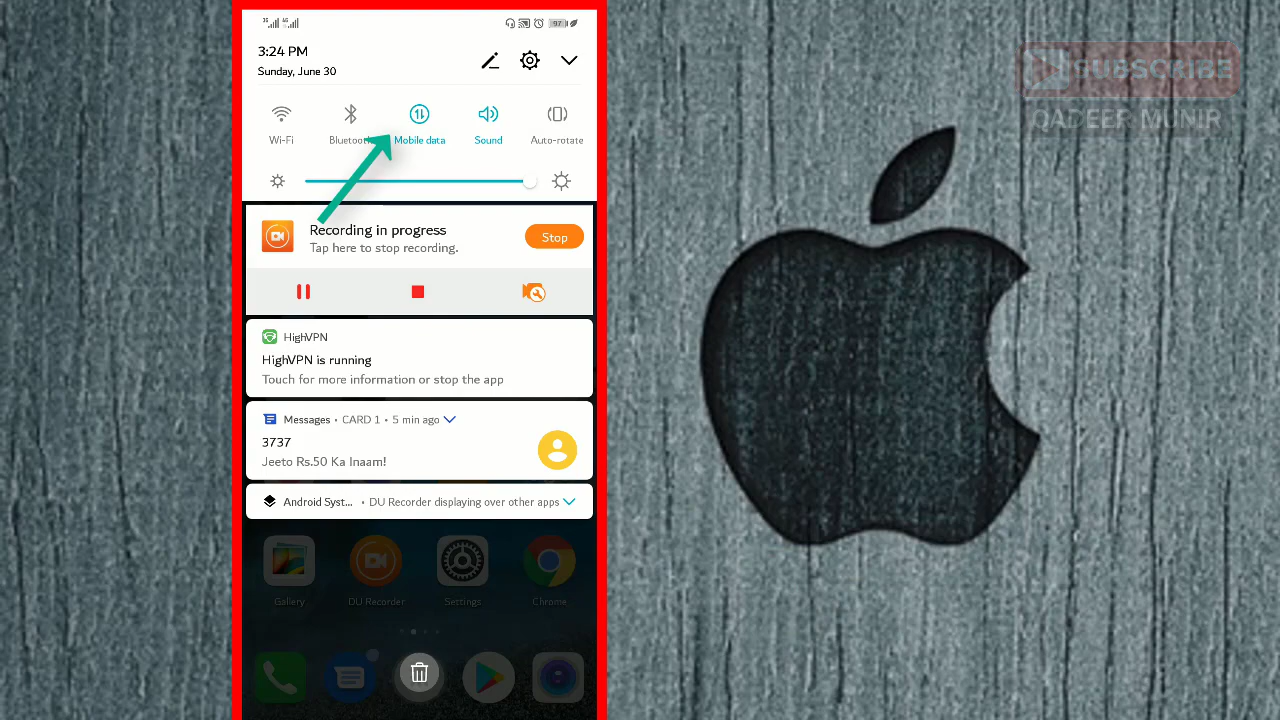 3G 4G 97
3:24 PM
Sunday, June 30
Wi-Fi Bluetooth Mobile data Sound Auto-rotate
Recording in progress
Tap here to stop recording.
Stop
HighVPN
HighVPN is running
Touch for more information or stop the app
Messages • CARD 1 • 5 min ago
3737
Jeeto Rs.50 Ka Inaam!
Android Syst... • DU Recorder displaying over other apps
Gallery DU Recorder Settings Chrome
SUBSCRIBE
QADEER MUNIR